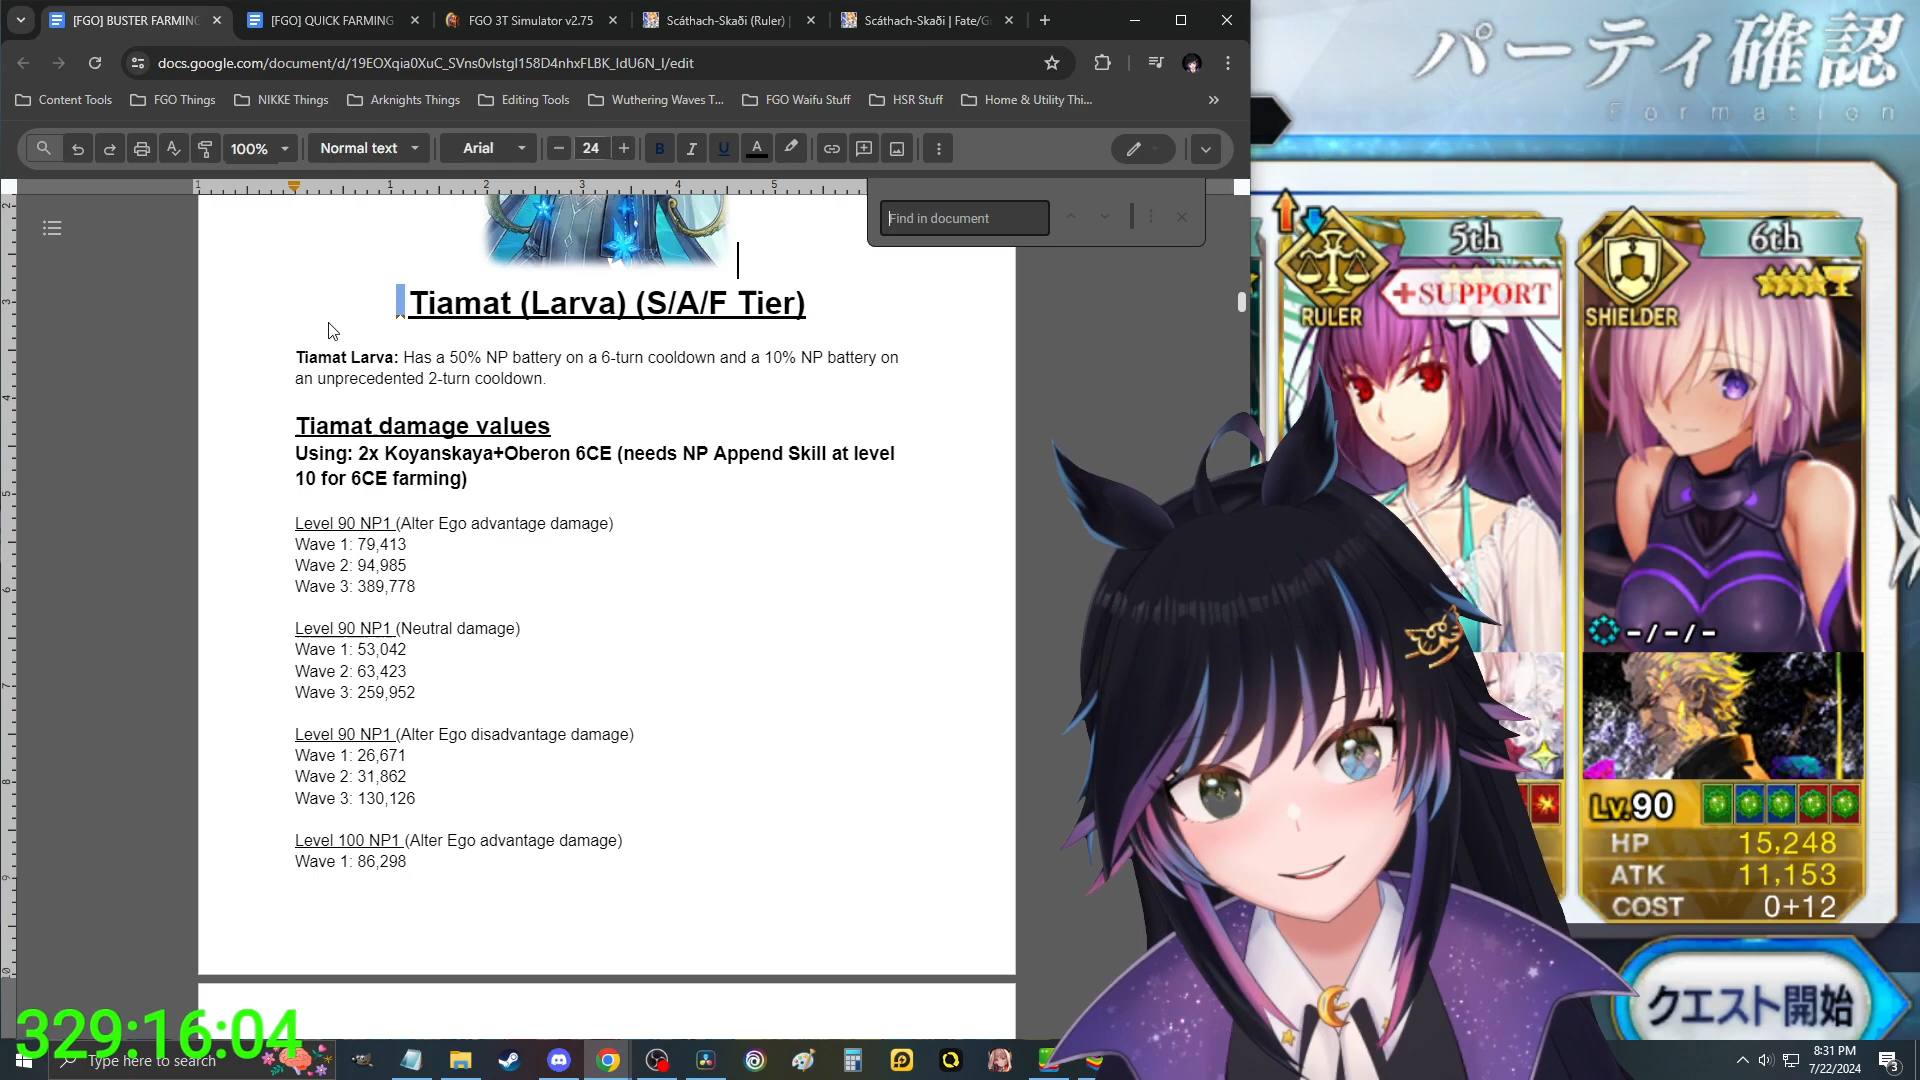 [FGO] BUSTER FARMING
[FGO] QUICK FARMING
FGO 3T Simulator v2.75
Scáthach-Skaði (Ruler) |
Scáthach-Skaði | Fate/G
docs.google.com/document/d/19EOXqia0XuC_SVns0vlstgl158D4nhxFLBK_IdU6N_I/edit
Content Tools
FGO Things
NIKKE Things
Arknights Things
Editing Tools
Wuthering Waves T...
FGO Waifu Stuff
HSR Stuff
Home & Utility Thi...
100%
Normal text
Arial
24
Find in document
Tiamat (Larva) (S/A/F Tier)
Tiamat Larva: Has a 50% NP battery on a 6-turn cooldown and a 10% NP battery on
an unprecedented 2-turn cooldown.
Tiamat damage values
Using: 2x Koyanskaya+Oberon 6CE (needs NP Append Skill at level
10 for 6CE farming)
Level 90 NP1 (Alter Ego advantage damage)
Wave 1: 79,413
Wave 2: 94,985
Wave 3: 389,778
Level 90 NP1 (Neutral damage)
Wave 1: 53,042
Wave 2: 63,423
Wave 3: 259,952
Level 90 NP1 (Alter Ego disadvantage damage)
Wave 1: 26,671
Wave 2: 31,862
Wave 3: 130,126
Level 100 NP1 (Alter Ego advantage damage)
Wave 1: 86,298
329:16:04
Type here to search
8:31 PM
7/22/2024
3
パーティ確認
Formation
5th
+SUPPORT
RULER
6th
SHIELDER
-/-/-
Lv.90
HP 15,248
ATK 11,153
COST 0+12
クエスト開始